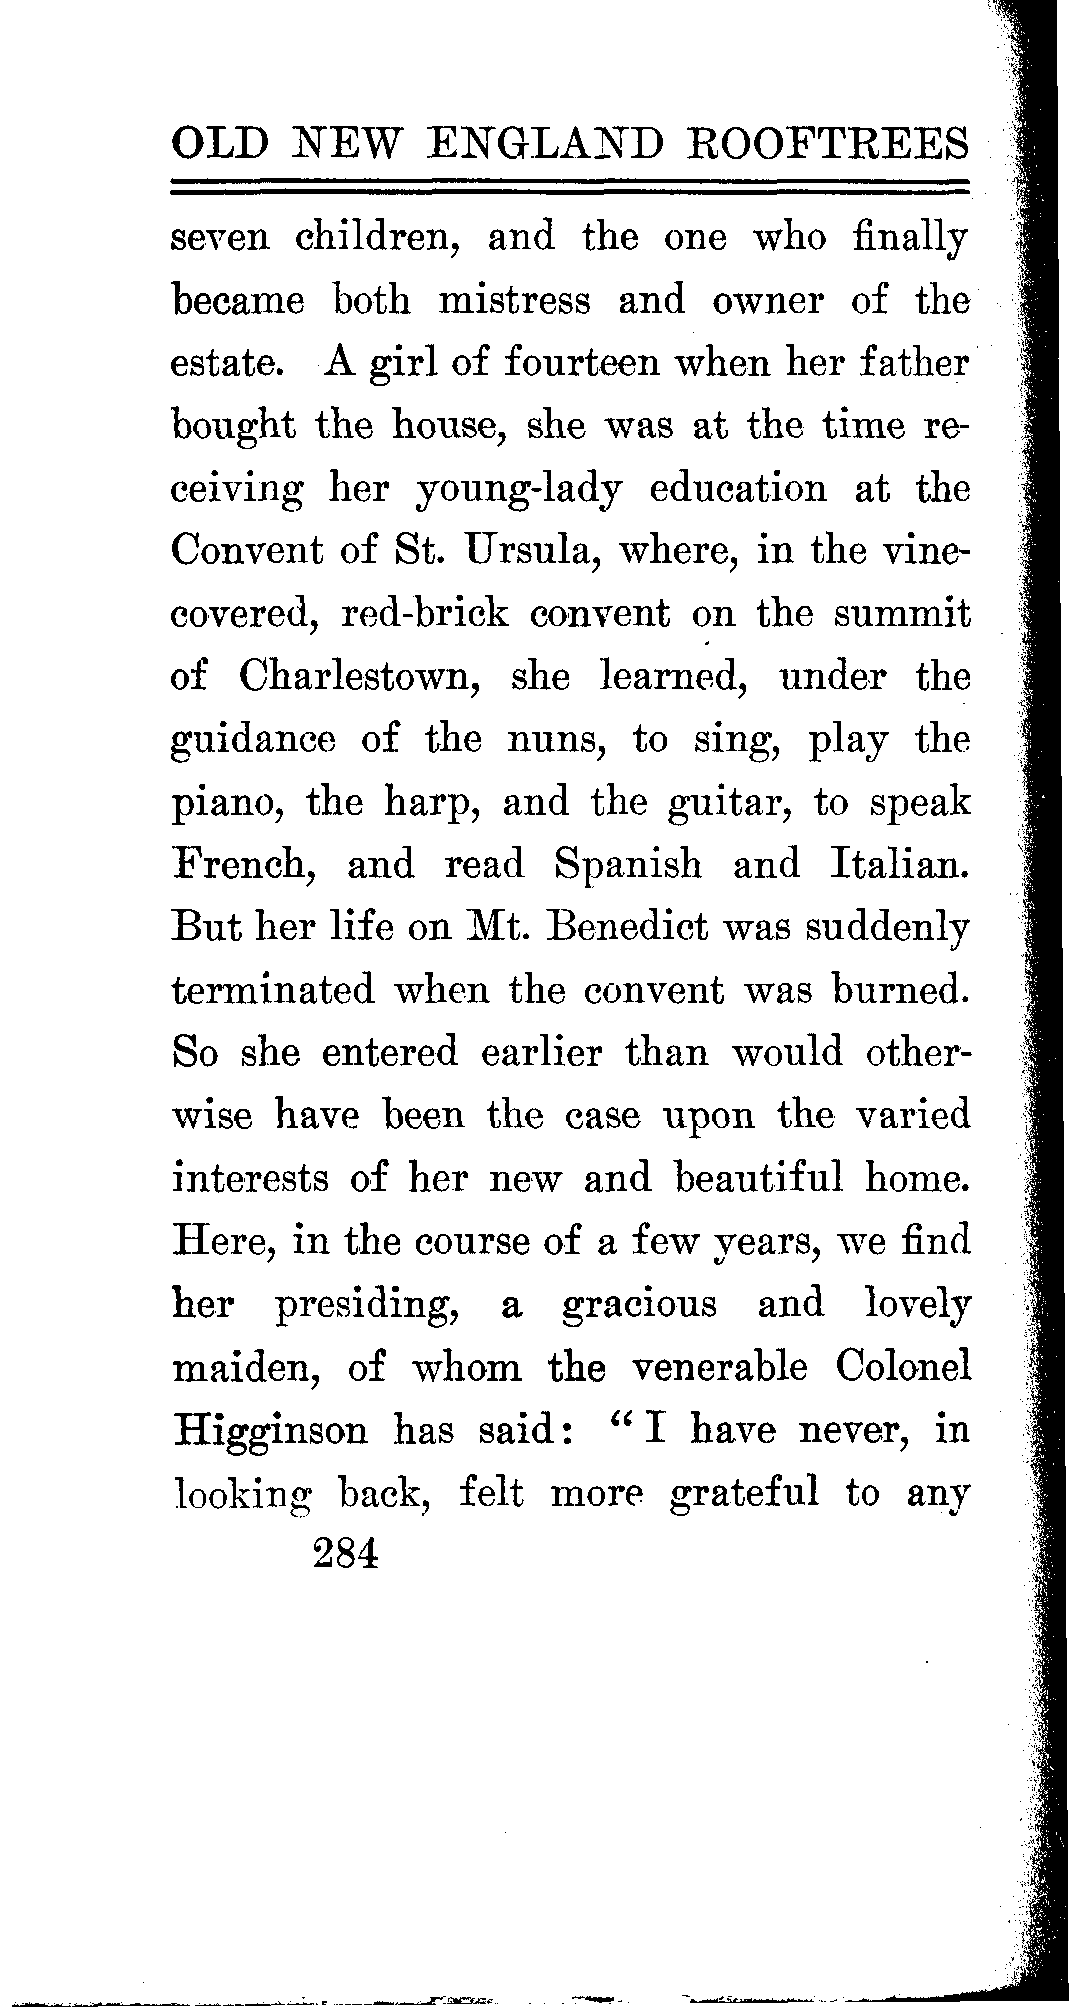 OLD NEW ENGLAND ROOFTREES
seven children, and the one who finally
became both mistress and owner of the
estate. A girl of fourteen when her father
bought the house, she was at the time re-
ceiving her young-lady education at the
Convent of St. Ursula, where, in the vine-
covered, red-brick convent on the summit
of Charlestown, she learned, under the
guidance of the nuns, to sing, play the
piano, the harp, and the guitar, to speak
French, and read Spanish and Italian.
But her life on Mt. Benedict was suddenly
terminated when the convent was burned.
So she entered earlier than would other-
wise have been the case upon the varied
interests of her new and beautiful home.
Here, in the course of a few years, we find
her presiding, a gracious and lovely
maiden, of whom the venerable Colonel
Higginson has said: “I have never, in
looking back, felt more grateful to any
284